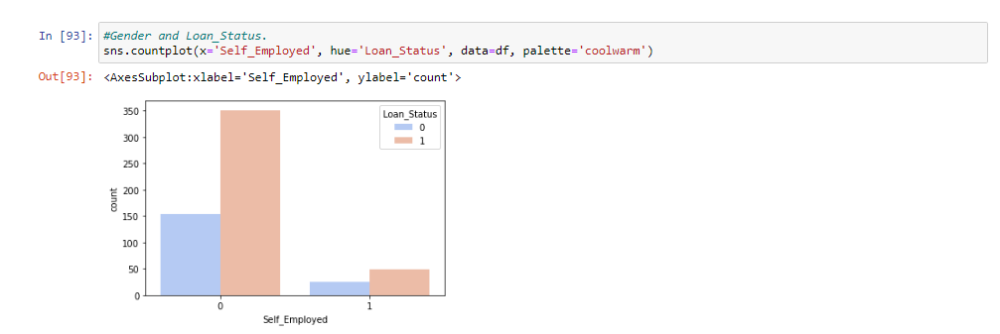 In [93]: #Gender and Loan_Status.
sns.countplot(x='Self_Employed', hue='Loan_Status', data=df, palette='coolwarm')
Out[93]: <AxesSubplot:xlabel='Self_Employed', ylabel='count'>
Loan_Status
0
1
350
300
250
200
150
100
50
0
count
0 1
Self_Employed